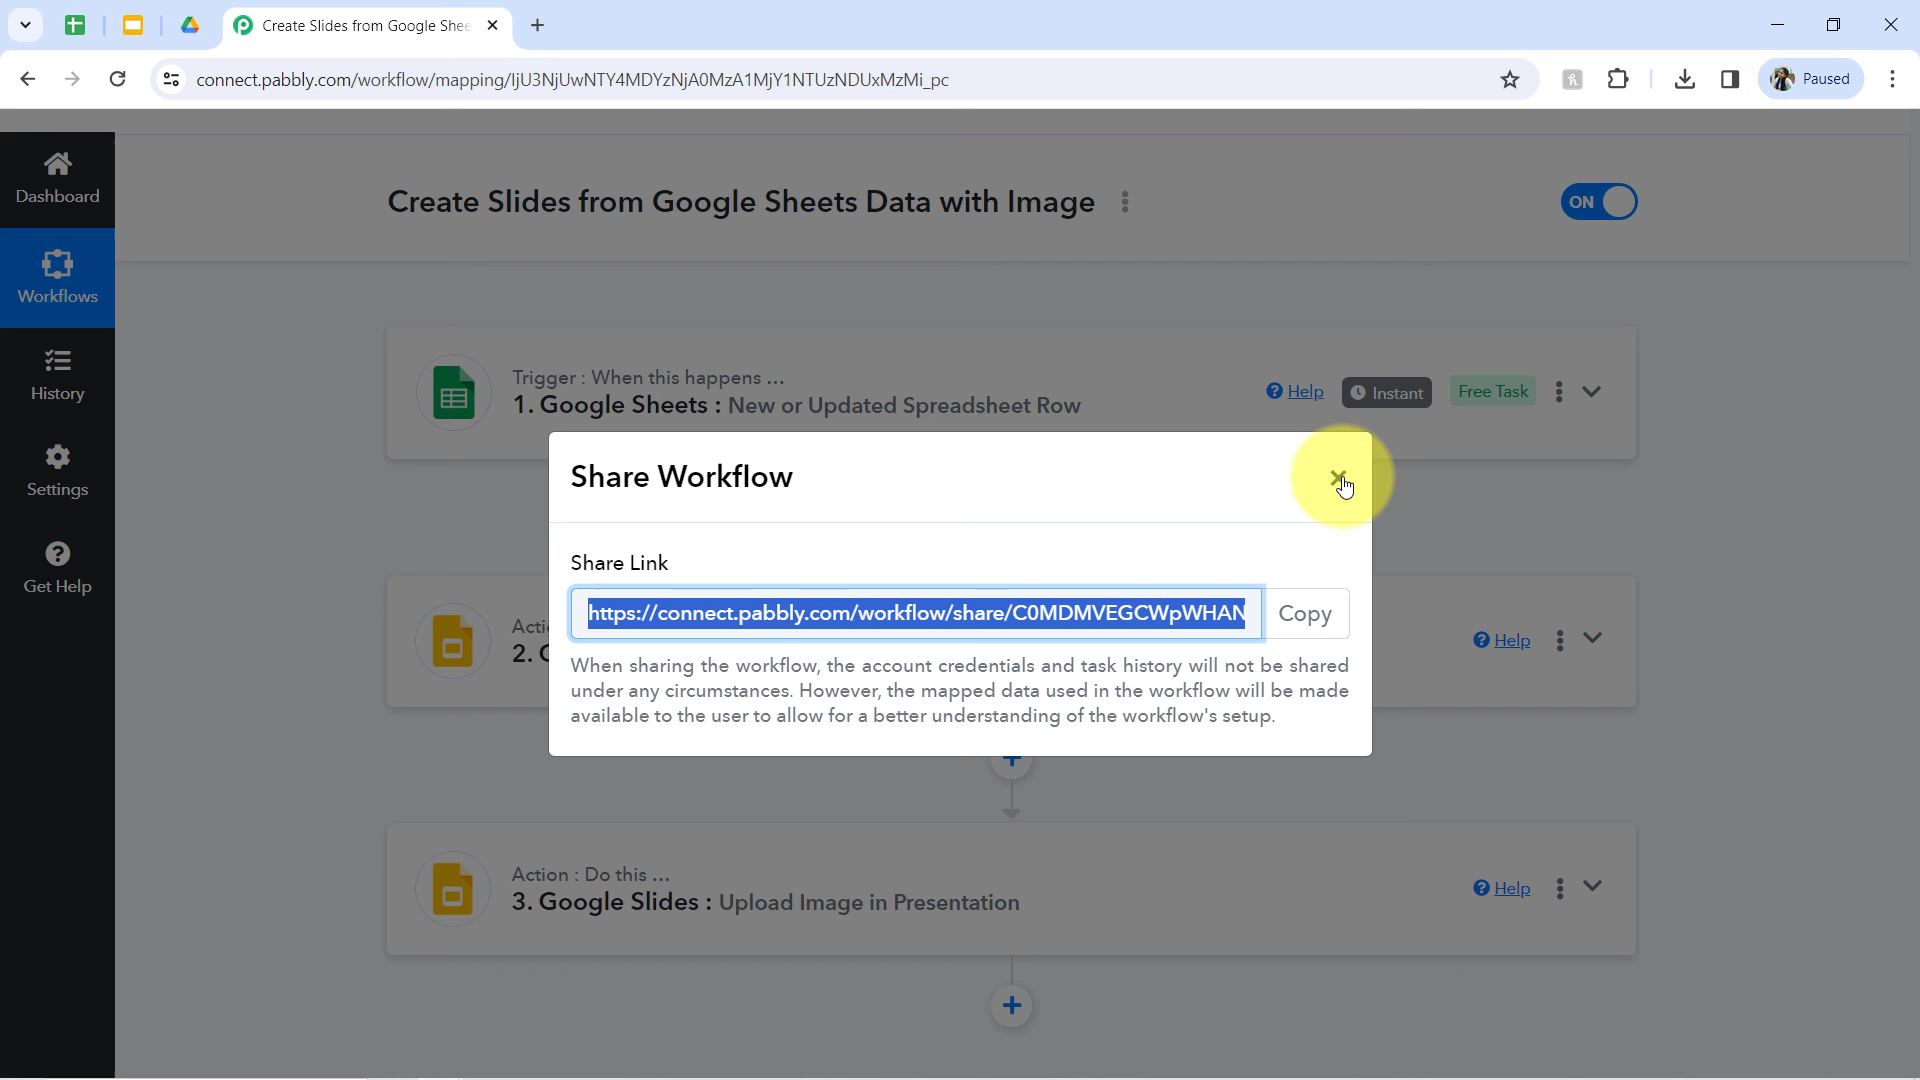 Create Slides from Google Shee
connect.pabbly.com/workflow/mapping/IjU3NjUwNTY4MDYzNjA0MzA1MjY1NTUzNDUxMzMi_pc
Paused
Dashboard
Workflows
History
Settings
Get Help
Create Slides from Google Sheets Data with Image
ON
Trigger : When this happens ...
1. Google Sheets : New or Updated Spreadsheet Row
Help
Instant
Free Task
Share Workflow
Share Link
https://connect.pabbly.com/workflow/share/C0MDMVEGCWpWHAN
Copy
When sharing the workflow, the account credentials and task history will not be shared
under any circumstances. However, the mapped data used in the workflow will be made
available to the user to allow for a better understanding of the workflow's setup.
Acti
2. G
Help
Action : Do this ...
3. Google Slides : Upload Image in Presentation
Help